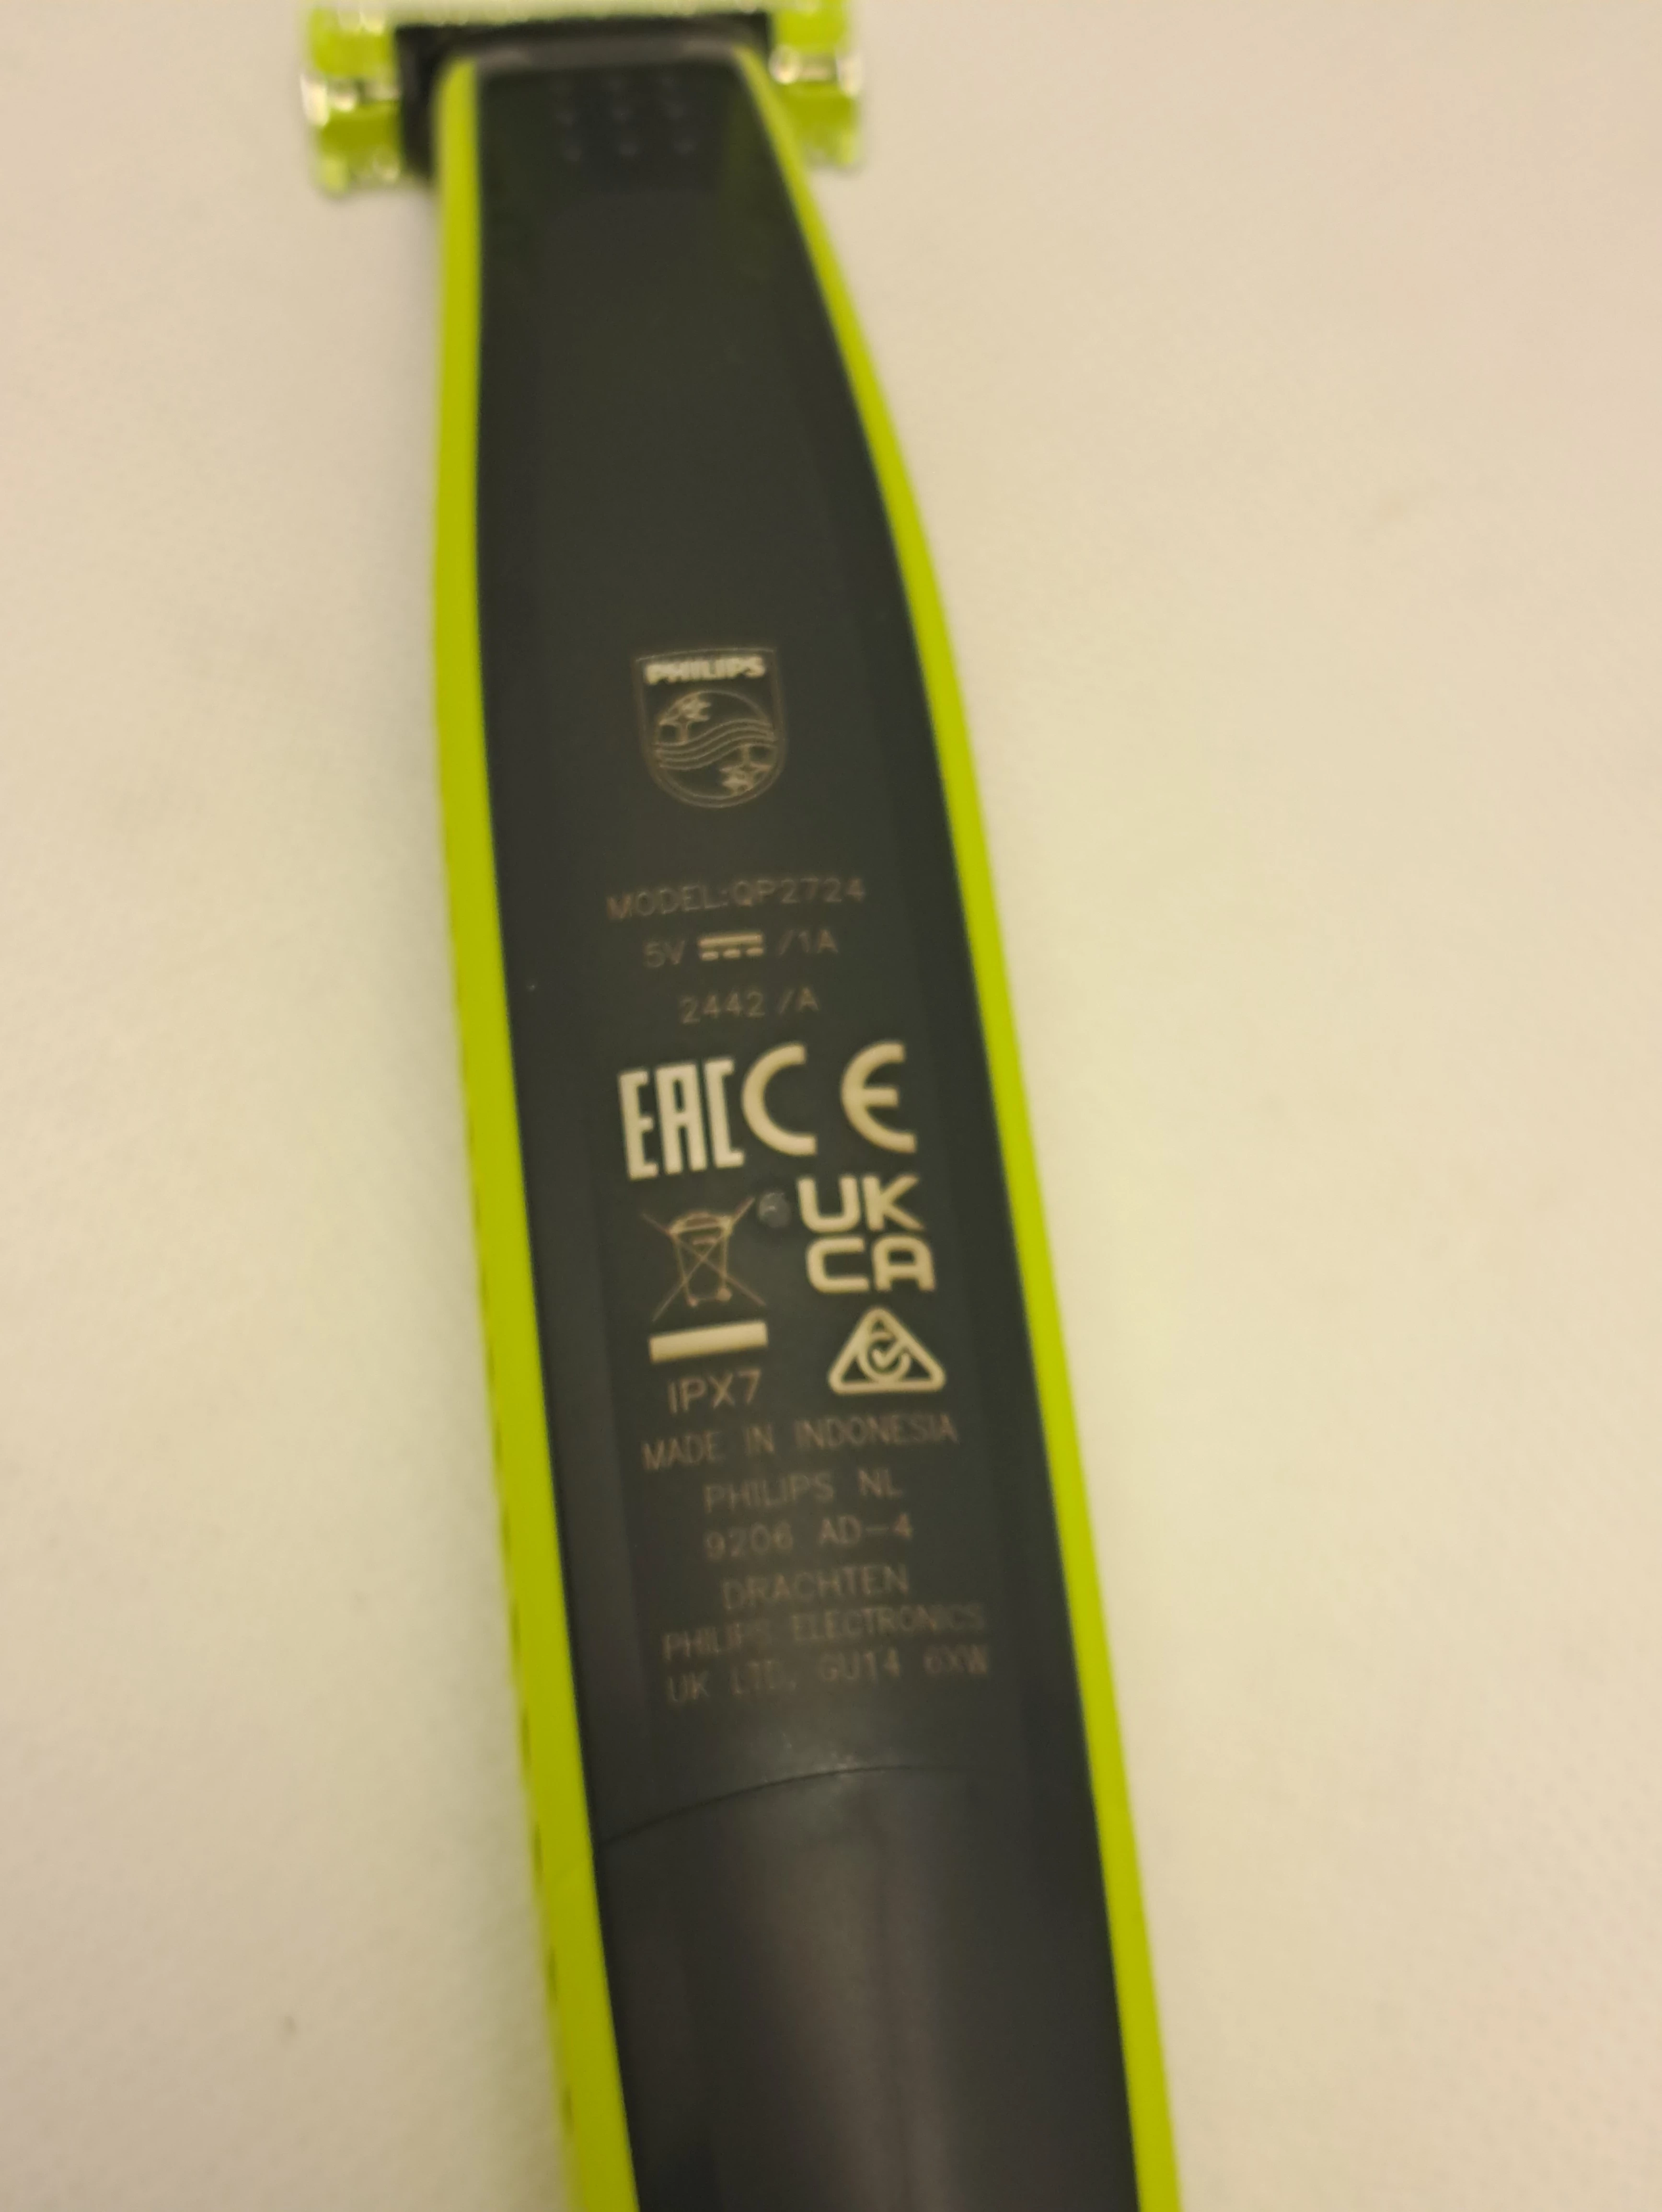 PHILIPS
MODEL:QP2724
5V ⎓ /1A
2442 /A
EAC CE
UK
CA
IPX7
MADE IN INDONESIA
PHILIPS NL
9206 AD-4
DRACHTEN
PHILIPS ELECTRONICS
UK LTD, GU14 6XW